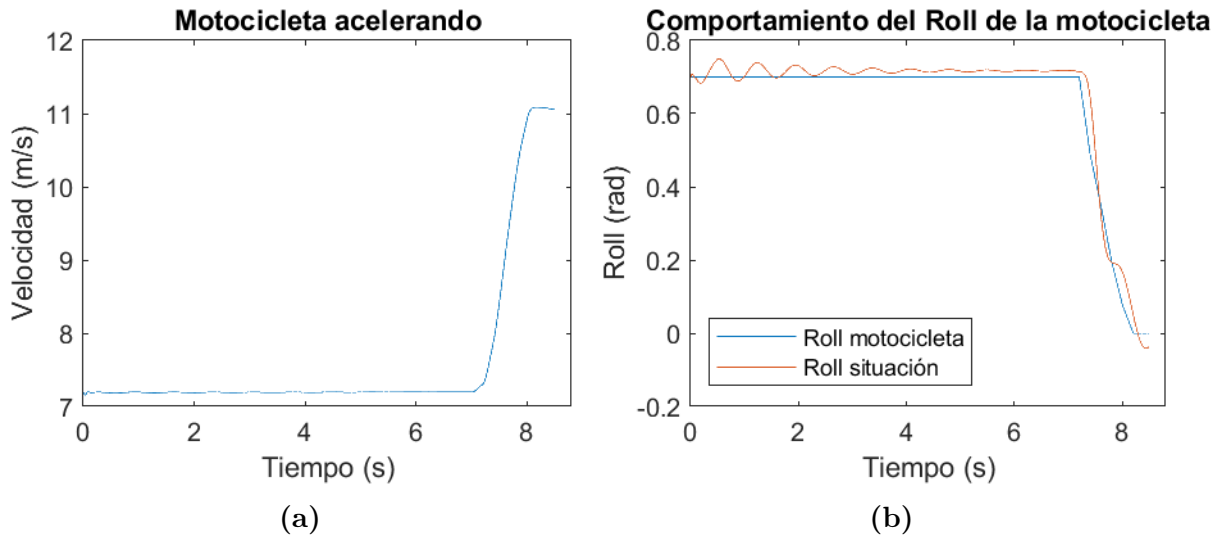 Motocicleta acelerando
12
11
10
9
8
7
Velocidad (m/s)
0
2
4
6
8
Tiempo (s)
(a)
Comportamiento del Roll de la motocicleta
0.8
0.6
0.4
0.2
0
-0.2
Roll (rad)
Roll motocicleta
Roll situación
0
2
4
6
8
Tiempo (s)
(b)